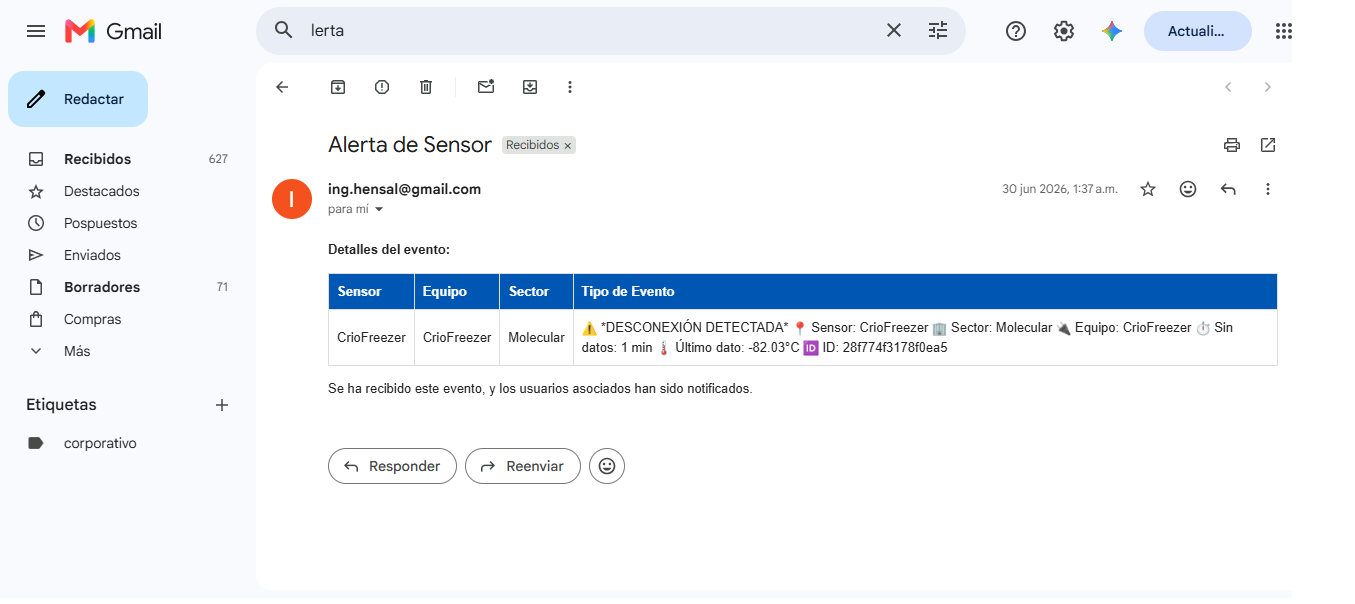 Gmail
lerta
Actuali...
Redactar
Recibidos 627
Destacados
Pospuestos
Enviados
Borradores 71
Compras
Más
Etiquetas
corporativo
Alerta de Sensor Recibidos ×
I
ing.hensal@gmail.com 30 jun 2026, 1:37 a.m.
para mí
Detalles del evento:
Sensor Equipo Sector Tipo de Evento
CrioFreezer CrioFreezer Molecular ⚠️ *DESCONEXIÓN DETECTADA* 📍 Sensor: CrioFreezer 🏢 Sector: Molecular 🔌 Equipo: CrioFreezer ⏱️ Sin
datos: 1 min 🌡️ Último dato: -82.03°C 🆔 ID: 28f774f3178f0ea5
Se ha recibido este evento, y los usuarios asociados han sido notificados.
Responder Reenviar